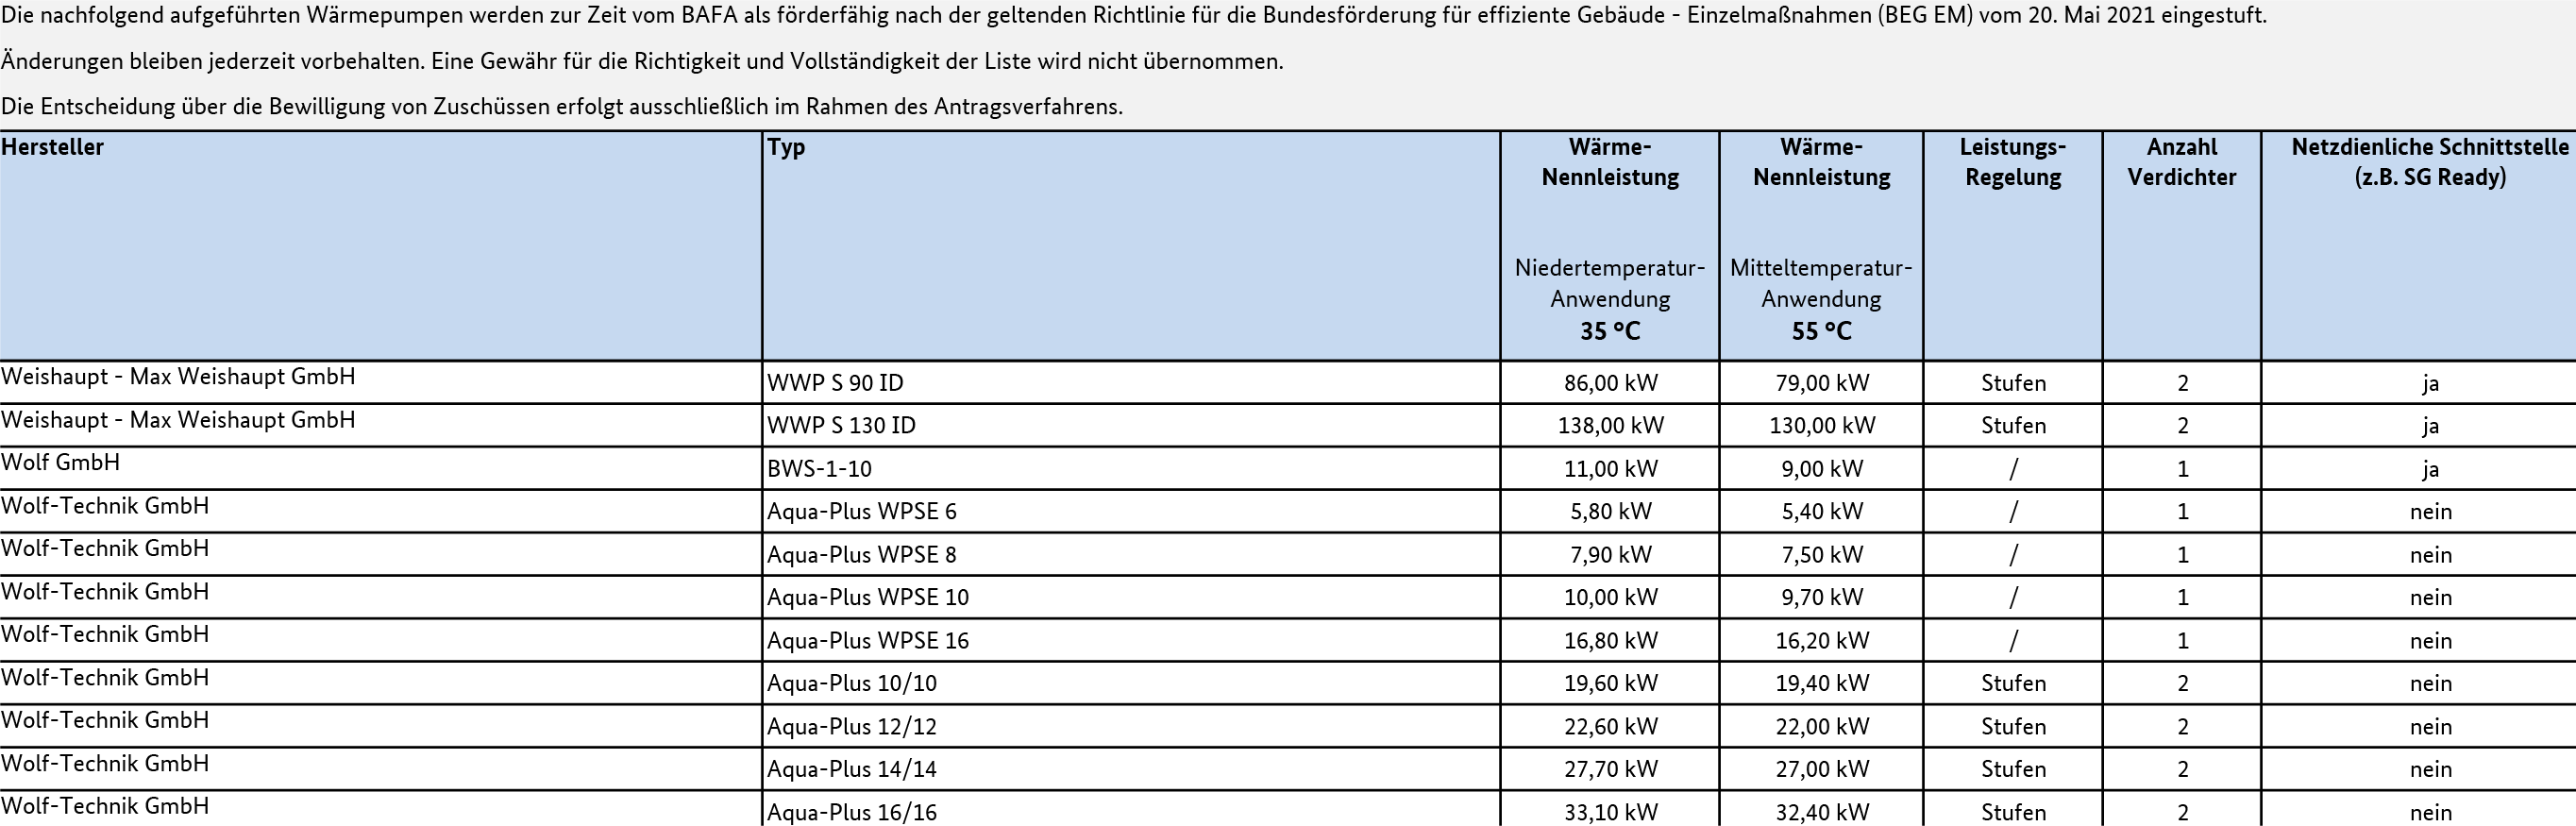 Die nachfolgend aufgeführten Wärmepumpen werden zur Zeit vom BAFA als förderfähig nach der geltenden Richtlinie für die Bundesförderung für effiziente Gebäude - Einzelmaßnahmen (BEG EM) vom 20. Mai 2021 eingestuft.
Änderungen bleiben jederzeit vorbehalten. Eine Gewähr für die Richtigkeit und Vollständigkeit der Liste wird nicht übernommen.
Die Entscheidung über die Bewilligung von Zuschüssen erfolgt ausschließlich im Rahmen des Antragsverfahrens.
Hersteller Typ Wärme- Wärme- Leistungs- Anzahl Netzdienliche Schnittstelle
Nennleistung Nennleistung Regelung Verdichter (z.B. SG Ready)
Niedertemperatur- Mitteltemperatur-
Anwendung Anwendung
35 °C 55 °C
Weishaupt - Max Weishaupt GmbH WWP S 90 ID 86,00 kW 79,00 kW Stufen 2 ja
Weishaupt - Max Weishaupt GmbH WWP S 130 ID 138,00 kW 130,00 kW Stufen 2 ja
Wolf GmbH BWS-1-10 11,00 kW 9,00 kW / 1 ja
Wolf-Technik GmbH Aqua-Plus WPSE 6 5,80 kW 5,40 kW / 1 nein
Wolf-Technik GmbH Aqua-Plus WPSE 8 7,90 kW 7,50 kW / 1 nein
Wolf-Technik GmbH Aqua-Plus WPSE 10 10,00 kW 9,70 kW / 1 nein
Wolf-Technik GmbH Aqua-Plus WPSE 16 16,80 kW 16,20 kW / 1 nein
Wolf-Technik GmbH Aqua-Plus 10/10 19,60 kW 19,40 kW Stufen 2 nein
Wolf-Technik GmbH Aqua-Plus 12/12 22,60 kW 22,00 kW Stufen 2 nein
Wolf-Technik GmbH Aqua-Plus 14/14 27,70 kW 27,00 kW Stufen 2 nein
Wolf-Technik GmbH Aqua-Plus 16/16 33,10 kW 32,40 kW Stufen 2 nein